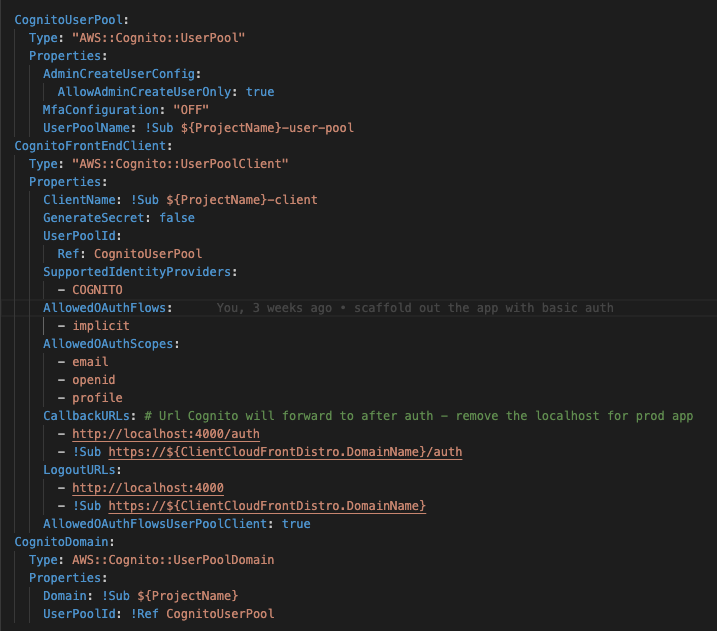 CognitoUserPool:
  Type: "AWS::Cognito::UserPool"
  Properties:
    AdminCreateUserConfig:
      AllowAdminCreateUserOnly: true
    MfaConfiguration: "OFF"
    UserPoolName: !Sub ${ProjectName}-user-pool
CognitoFrontEndClient:
  Type: "AWS::Cognito::UserPoolClient"
  Properties:
    ClientName: !Sub ${ProjectName}-client
    GenerateSecret: false
    UserPoolId:
      Ref: CognitoUserPool
    SupportedIdentityProviders:
      - COGNITO
    AllowedOAuthFlows:      You, 3 weeks ago • scaffold out the app with basic auth
      - implicit
    AllowedOAuthScopes:
      - email
      - openid
      - profile
    CallbackURLs: # Url Cognito will forward to after auth - remove the localhost for prod app
      - http://localhost:4000/auth
      - !Sub https://${ClientCloudFrontDistro.DomainName}/auth
    LogoutURLs:
      - http://localhost:4000
      - !Sub https://${ClientCloudFrontDistro.DomainName}
    AllowedOAuthFlowsUserPoolClient: true
CognitoDomain:
  Type: AWS::Cognito::UserPoolDomain
  Properties:
    Domain: !Sub ${ProjectName}
    UserPoolId: !Ref CognitoUserPool